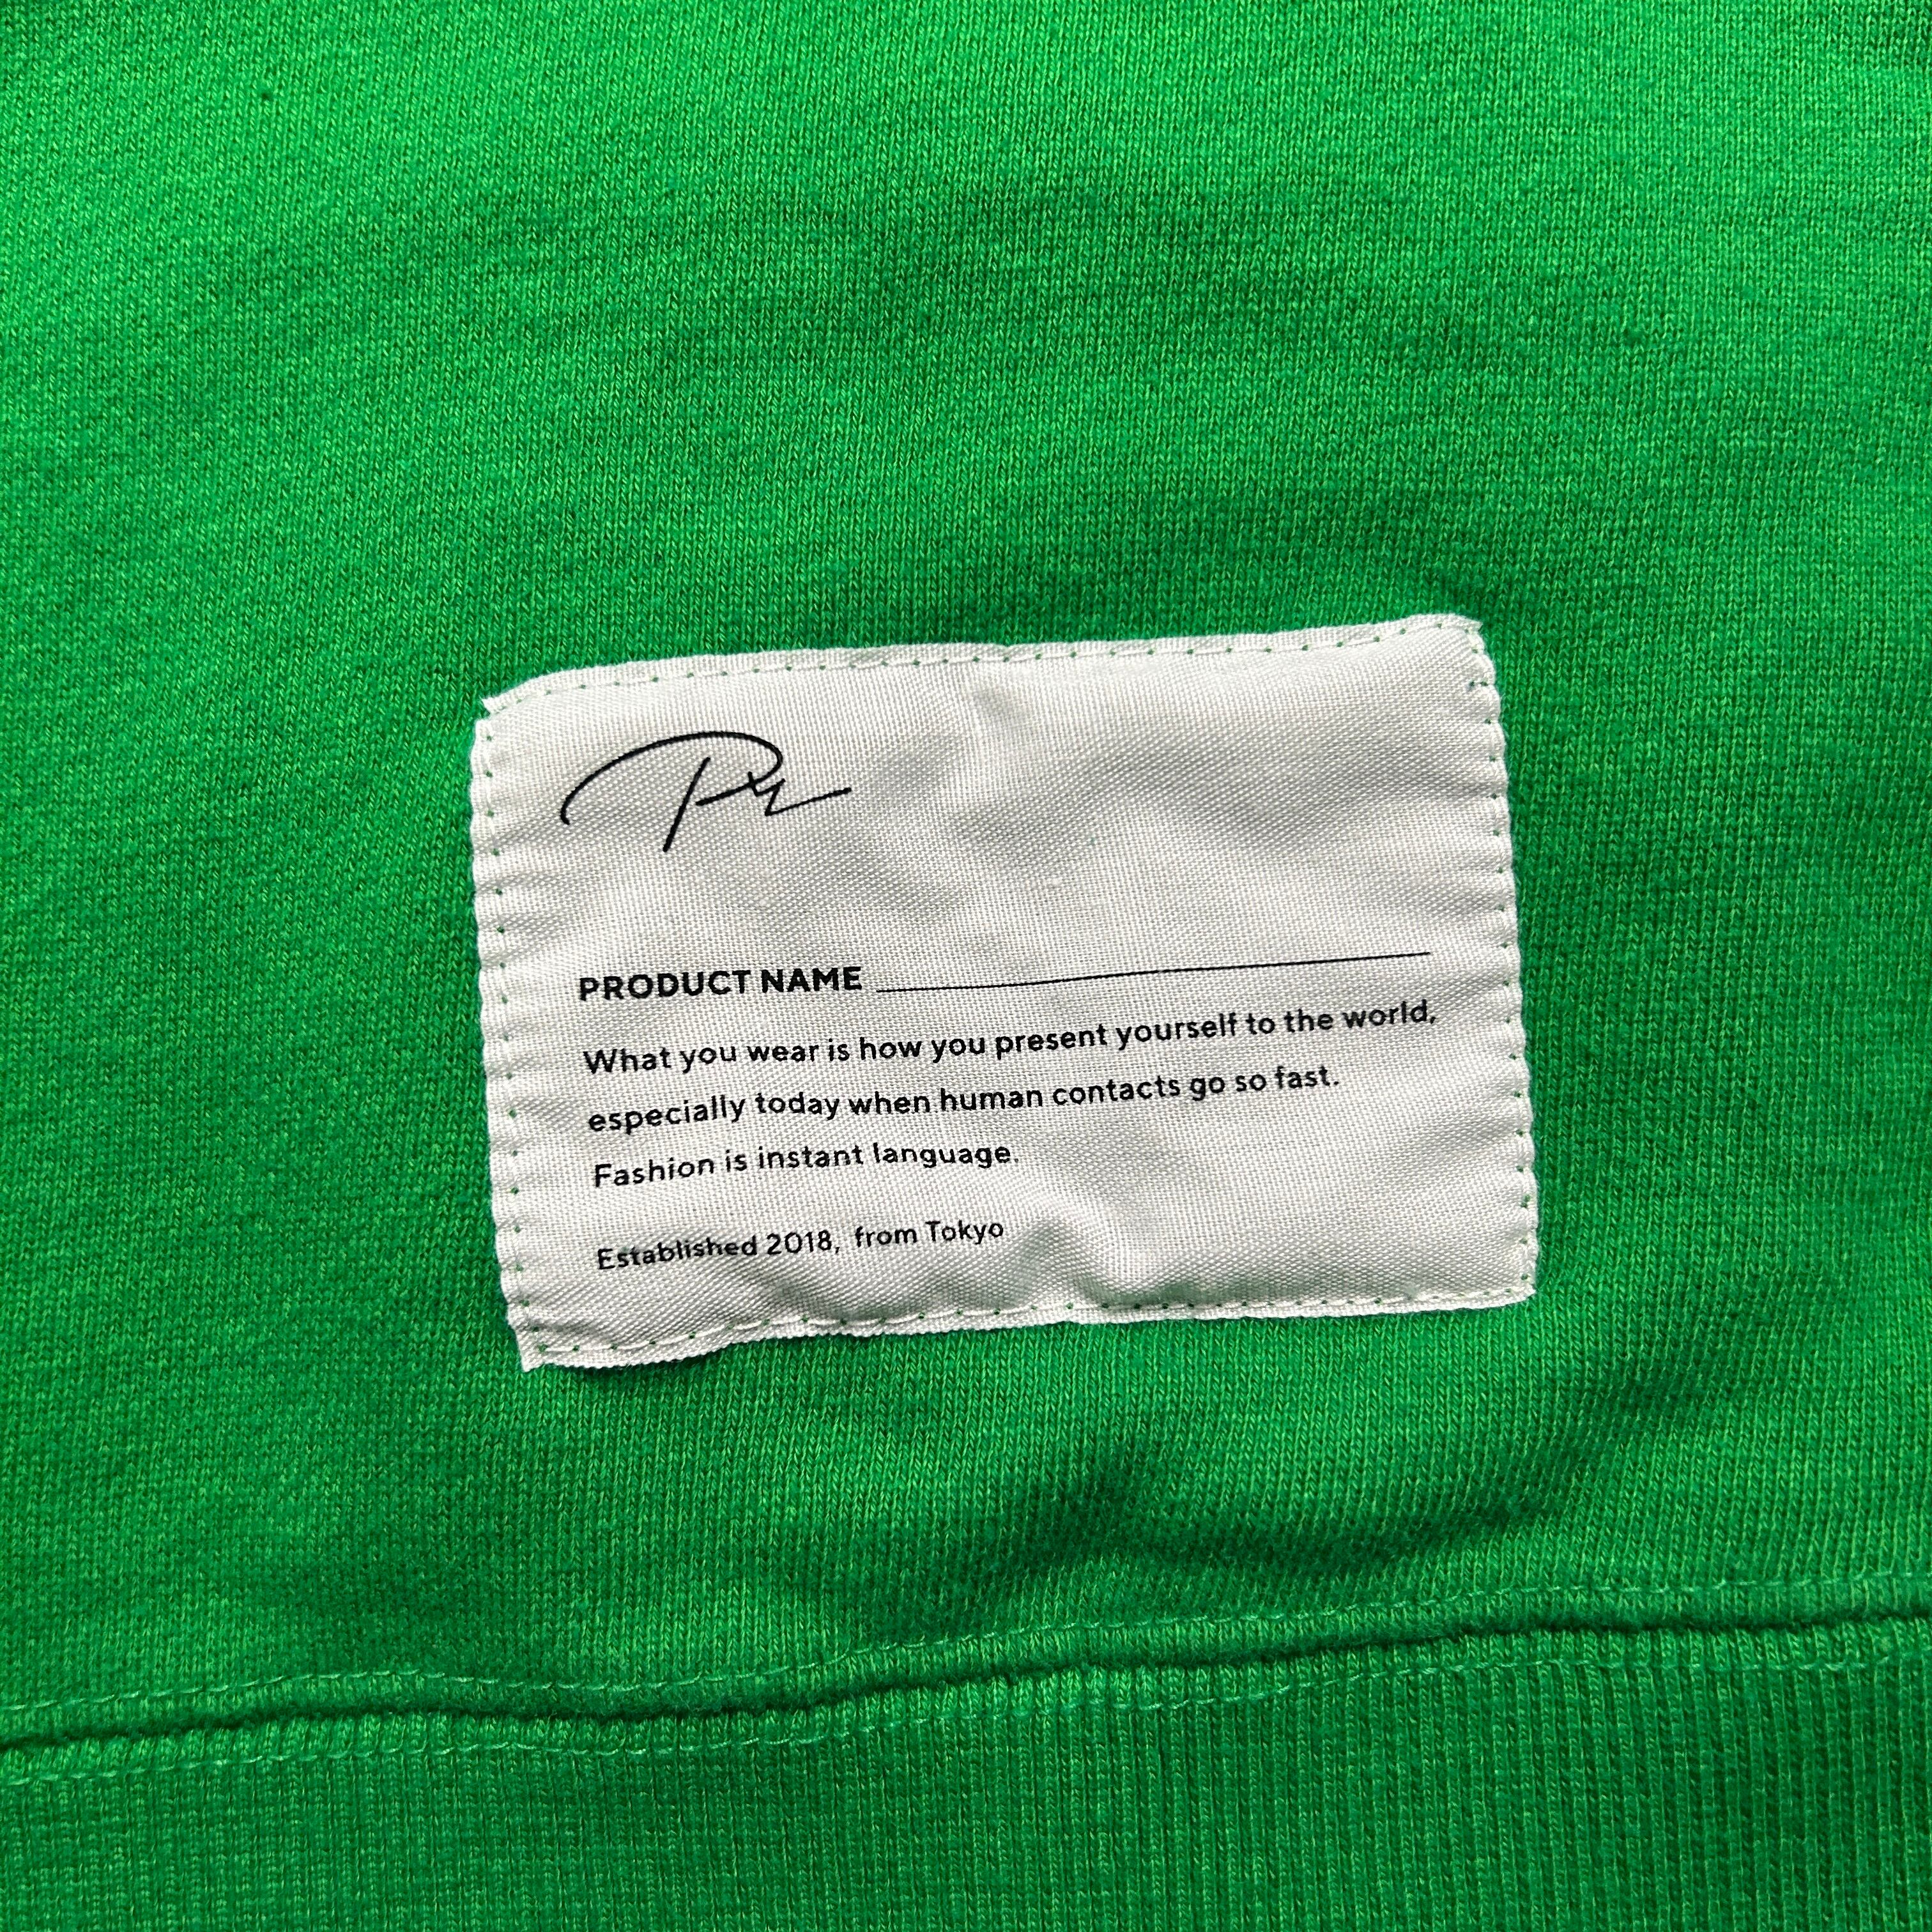 PRODUCT NAME
What you wear is how you present yourself to the world,
especially today when human contacts go so fast.
Fashion is instant language.
Established 2018, from Tokyo